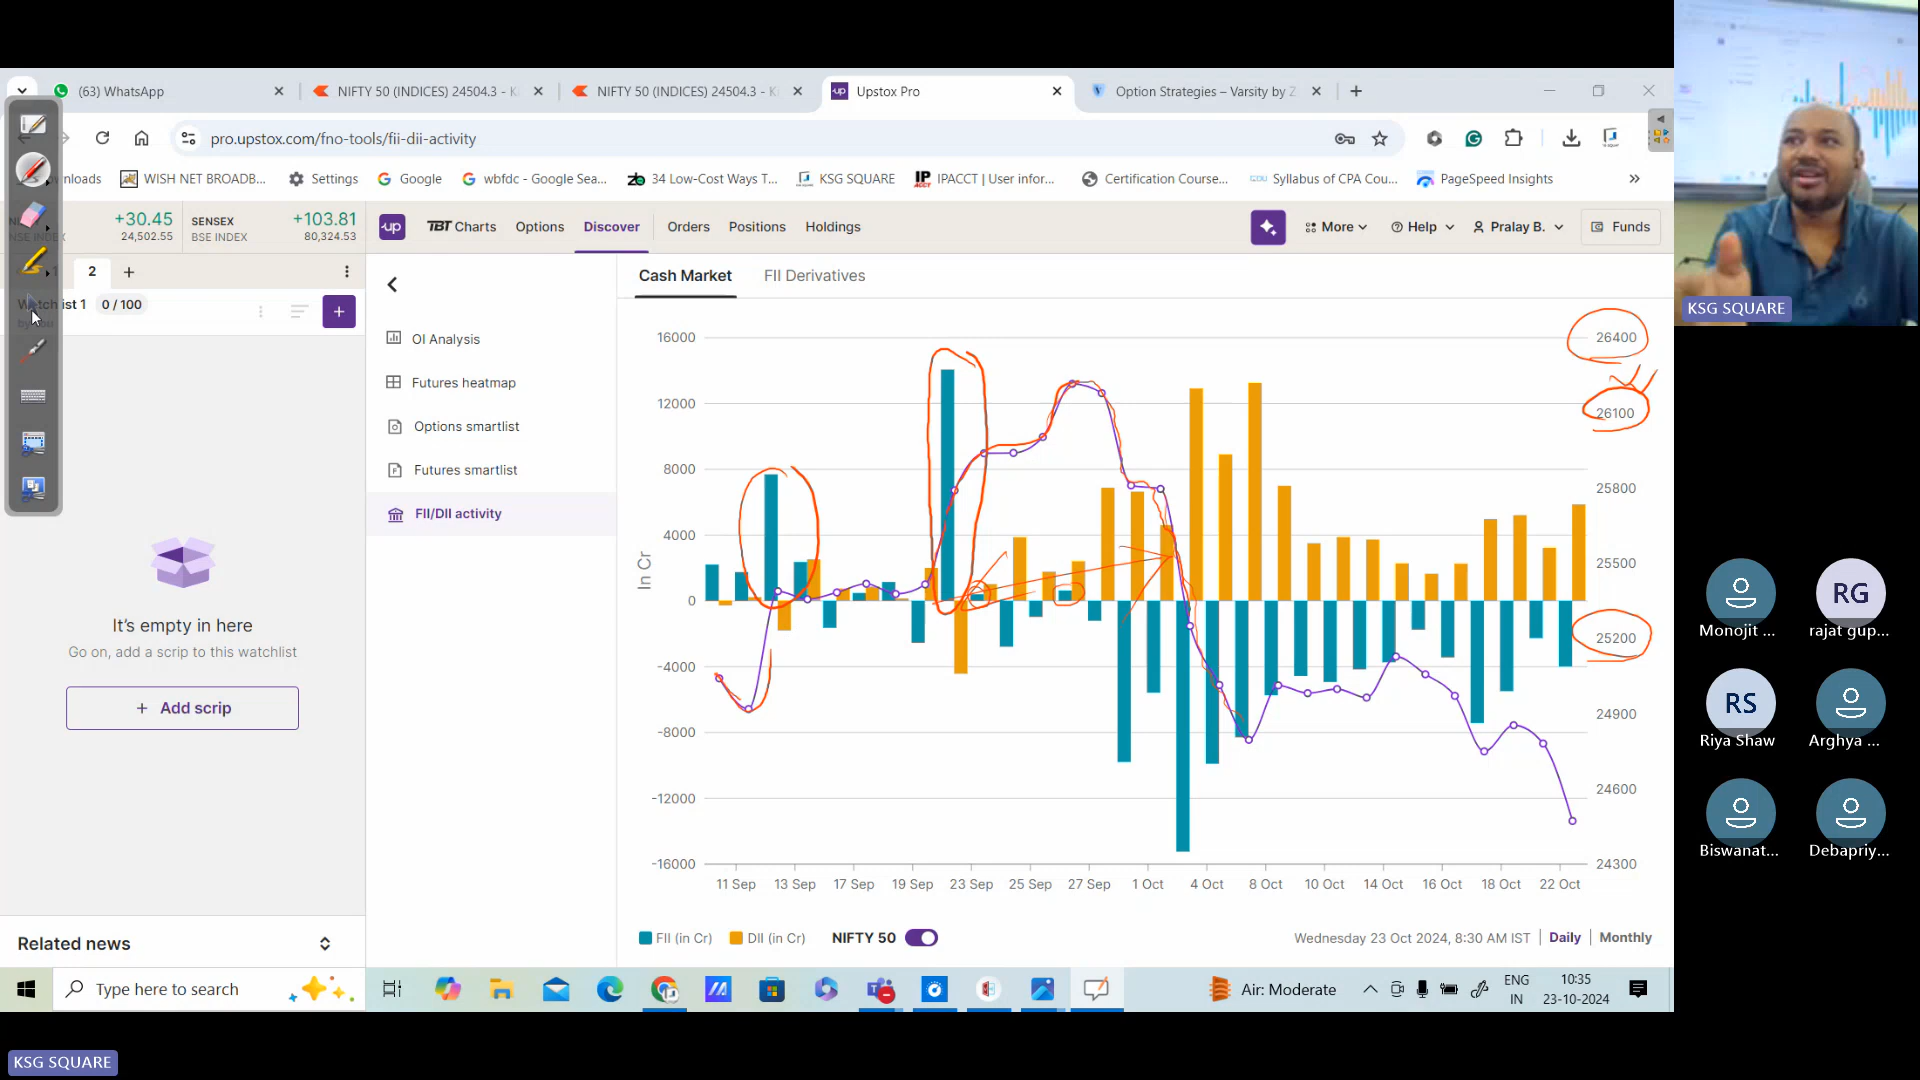 (63) WhatsApp
NIFTY 50 (INDICES) 24504.3 - K
NIFTY 50 (INDICES) 24504.3 - K
Upstox Pro
Option Strategies – Varsity by Z
pro.upstox.com/fno-tools/fii-dii-activity
nloads
WISH NET BROADB...
Settings
Google
wbfdc - Google Sea...
34 Low-Cost Ways T...
KSG SQUARE
IPACCT | User infor...
Certification Course...
Syllabus of CPA Cou...
PageSpeed Insights
+30.45
24,502.55
SENSEX
BSE INDEX
+103.81
80,324.53
up
TBT Charts
Options
Discover
Orders
Positions
Holdings
More
Help
Pralay B.
Funds
2
Watchlist 1
0 / 100
Cash Market
FII Derivatives
OI Analysis
Futures heatmap
Options smartlist
Futures smartlist
FII/DII activity
It's empty in here
Go on, add a scrip to this watchlist
+ Add scrip
Related news
In Cr
16000
12000
8000
4000
0
-4000
-8000
-12000
-16000
26400
26100
25800
25500
25200
24900
24600
24300
11 Sep
13 Sep
17 Sep
19 Sep
23 Sep
25 Sep
27 Sep
1 Oct
4 Oct
8 Oct
10 Oct
14 Oct
16 Oct
18 Oct
22 Oct
FII (in Cr)
DII (in Cr)
NIFTY 50
Wednesday 23 Oct 2024, 8:30 AM IST
Daily
Monthly
Type here to search
Air: Moderate
ENG
IN
10:35
23-10-2024
KSG SQUARE
Monojit ...
RG
rajat gup...
RS
Riya Shaw
Arghya ...
Biswanat...
Debapriy...
KSG SQUARE